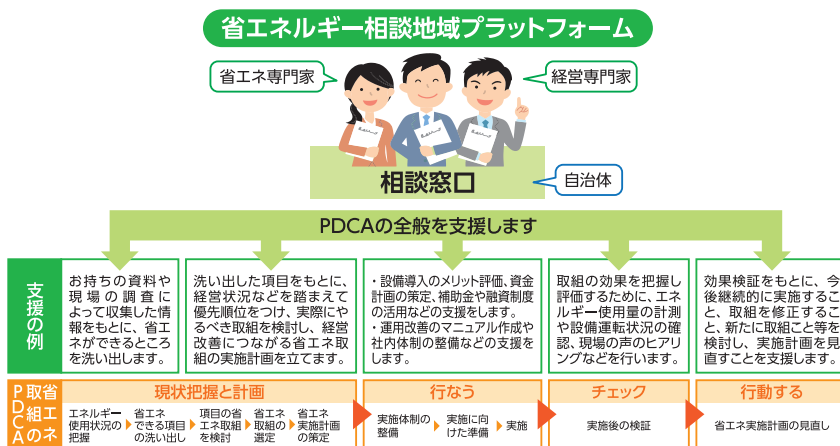 省エネルギー相談地域プラットフォーム
省エネ専門家
経営専門家
相談窓口
自治体
PDCAの全般を支援します
支援の例
お持ちの資料や
現場の調査に
よって収集した情
報をもとに、省エ
ネができるところ
を洗い出します。
洗い出した項目をもとに、
経営状況などを踏まえて
優先順位をつけ、実際にや
るべき取組を検討し、経営
改善につながる省エネ取
組の実施計画を立てます。
・設備導入のメリット評価、資金
計画の策定、補助金や融資制度
の活用などの支援をします。
・運用改善のマニュアル作成や
社内体制の整備などの支援を
します。
取組の効果を把握し
評価するために、エネ
ルギー使用量の計測
や設備運転状況の確
認、現場の声のヒアリ
ングなどを行います。
効果検証をもとに、今
後継続的に実施するこ
と、取組を修正するこ
と、新たに取組こと等を
検討し、実施計画を見
直すことを支援します。
省エネ
取組の
PDCA
現状把握と計画
エネルギー
使用状況の
把握
省エネ
できる項目
の洗い出し
項目の省
エネ取組
を検討
省エネ
取組の
選定
省エネ
実施計画
の策定
行なう
実施体制の
整備
実施に向
けた準備
実施
チェック
実施後の検証
行動する
省エネ実施計画の見直し